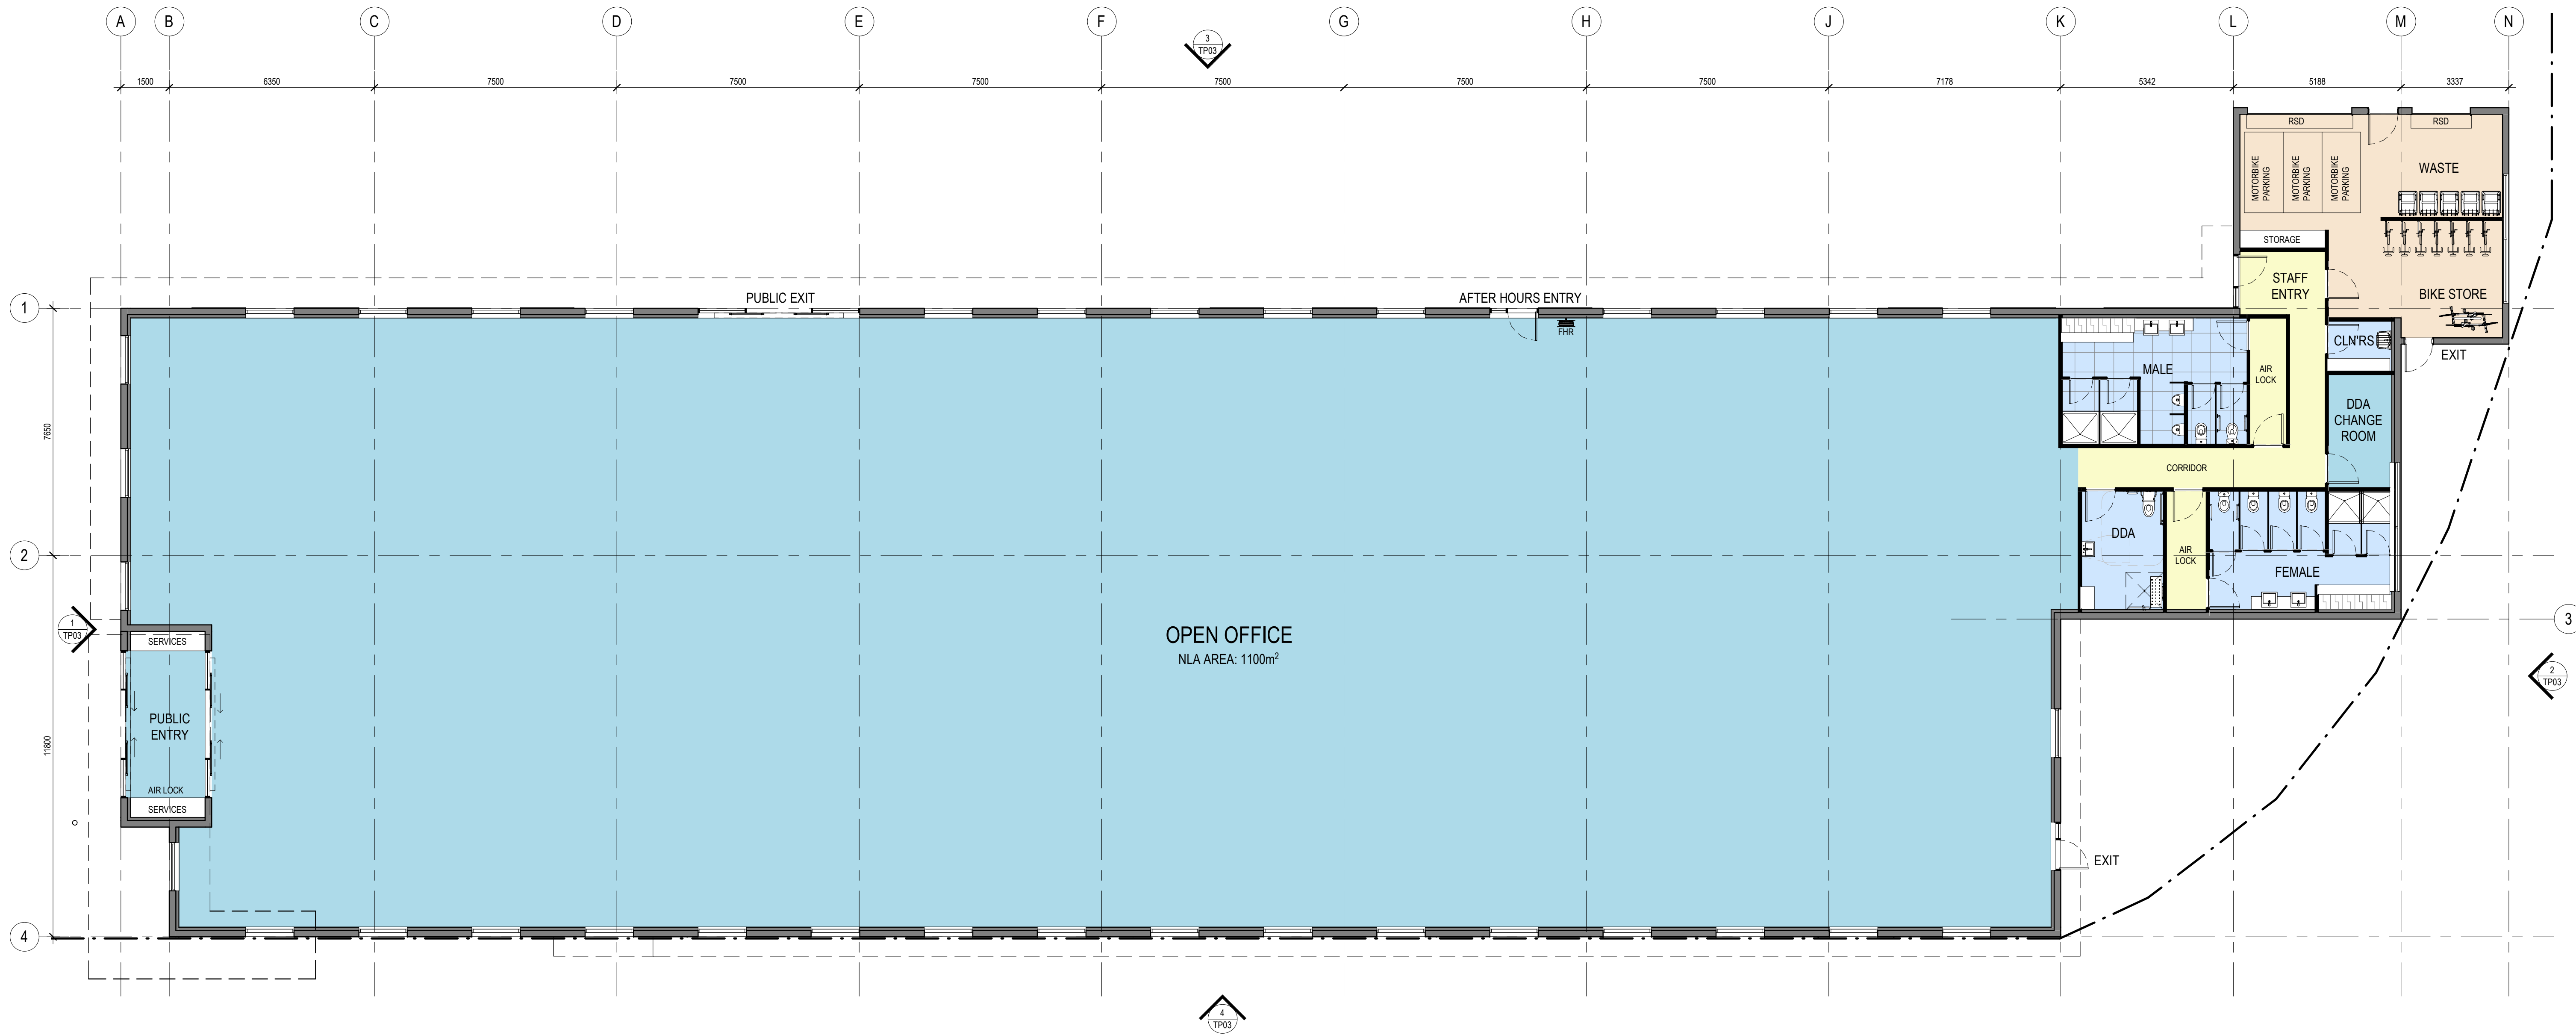 A B C D E F G H J K L M N
3
TP03
1500 6350 7500 7500 7500 7500 7500 7500 7178 5342 5188 3337
RSD RSD
MOTORBIKE
PARKING
MOTORBIKE
PARKING
MOTORBIKE
PARKING
WASTE
STORAGE
STAFF
ENTRY
BIKE STORE
1
PUBLIC EXIT
AFTER HOURS ENTRY
FHR
CLN'RS
EXIT
MALE
AIR
LOCK
DDA
CHANGE
ROOM
7650
CORRIDOR
DDA
AIR
LOCK
FEMALE
2
1
TP03
3
SERVICES
OPEN OFFICE
NLA AREA: 1100m²
2
TP03
PUBLIC
ENTRY
11800
AIR LOCK
SERVICES
EXIT
4
4
TP03